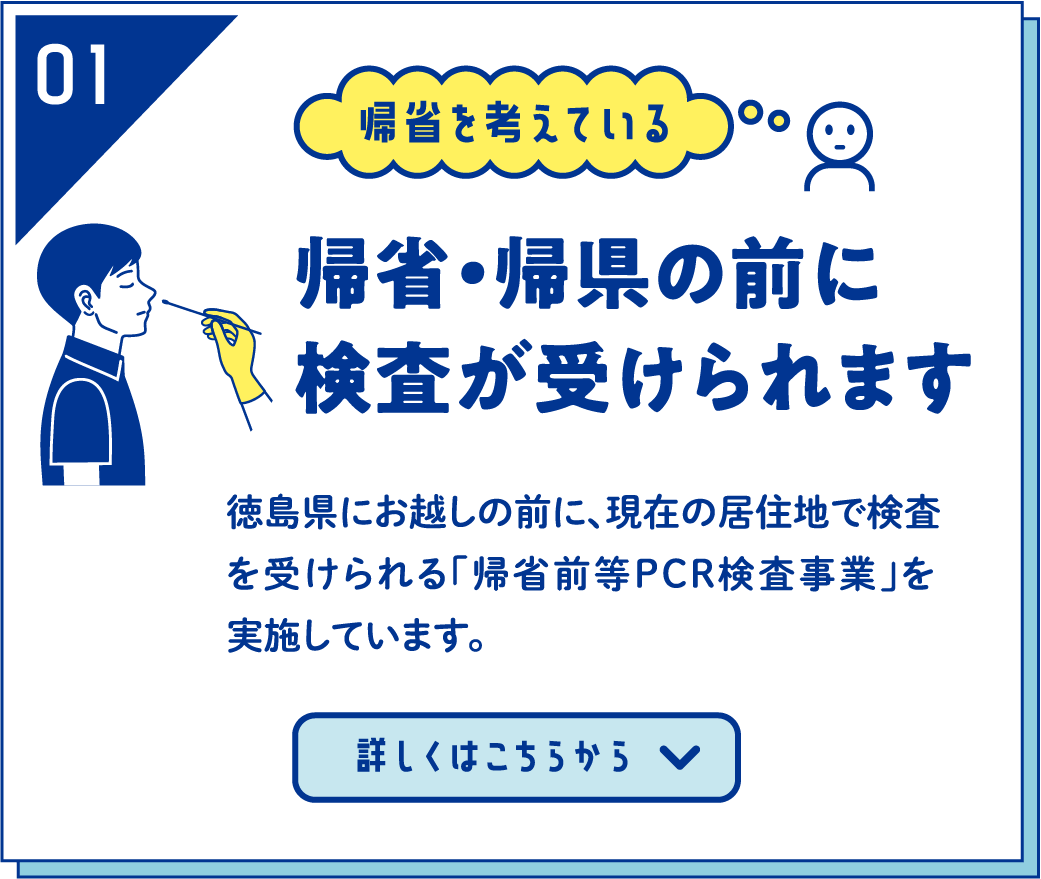 01
帰省を考えている
帰省・帰県の前に
検査が受けられます
徳島県にお越しの前に、現在の居住地で検査
を受けられる「帰省前等PCR検査事業」を
実施しています。
詳しくはこちらから